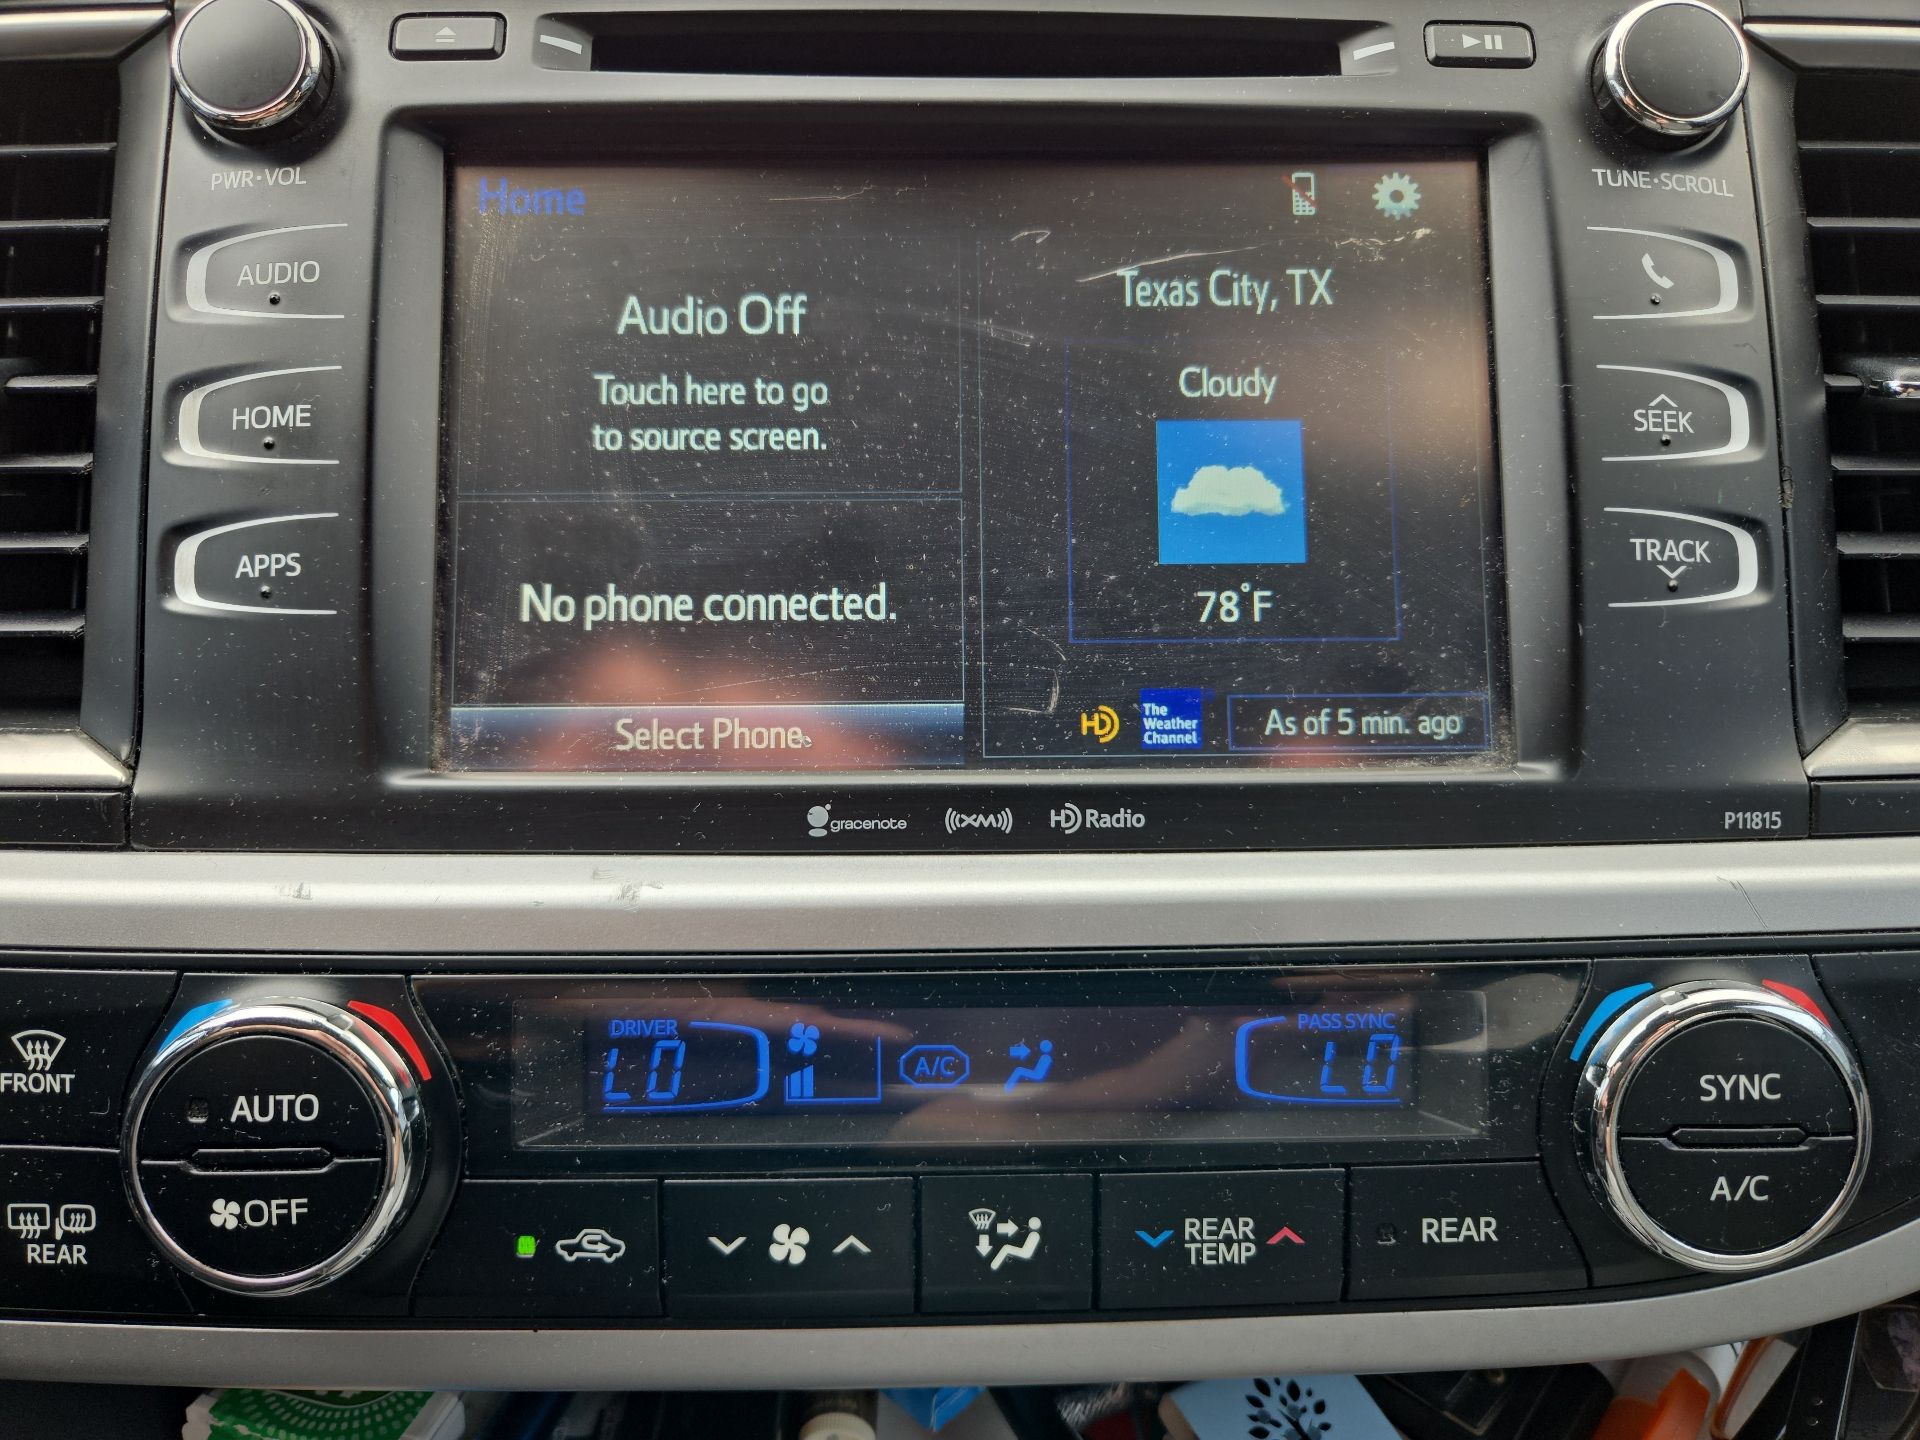 PWR•VOL
TUNE•SCROLL
AUDIO
HOME
APPS
SEEK
TRACK
Home
Audio Off
Touch here to go
to source screen.
No phone connected.
Select Phone
Texas City, TX
Cloudy
78°F
HD
The
Weather
Channel
As of 5 min. ago
gracenote
((XM))
HD Radio
P11815
FRONT
REAR
AUTO
OFF
DRIVER
LO
A/C
PASS SYNC
LO
SYNC
A/C
REAR
TEMP
REAR